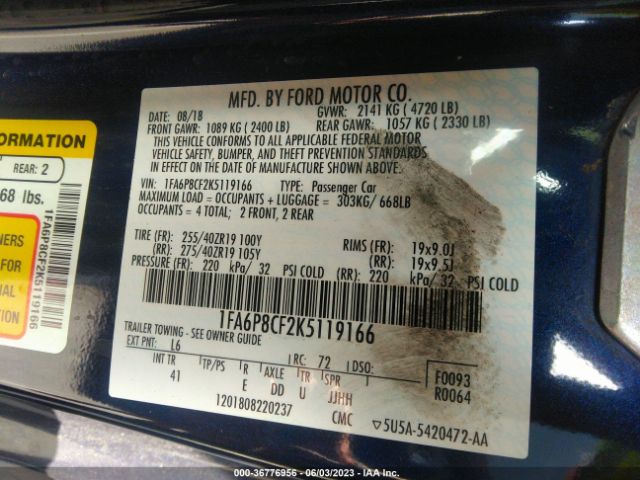 MFD. BY FORD MOTOR CO.
DATE: 08/18 GVWR: 2141 KG ( 4720 LB)
FRONT GAWR: 1089 KG ( 2400 LB) REAR GAWR: 1057 KG ( 2330 LB)
THIS VEHICLE CONFORMS TO ALL APPLICABLE FEDERAL MOTOR
VEHICLE SAFETY, BUMPER, AND THEFT PREVENTION STANDARDS
IN EFFECT ON THE DATE OF MANUFACTURE SHOWN ABOVE.
VIN: 1FA6P8CF2K5119166 TYPE: Passenger Car
MAXIMUM LOAD = OCCUPANTS + LUGGAGE = 303KG/ 668LB
OCCUPANTS = 4 TOTAL; 2 FRONT, 2 REAR
TIRE (FR): 255/40ZR19 100Y RIMS (FR): 19x9.0J
(RR): 275/40ZR19 105Y (RR): 19x9.5J
PRESSURE (FR): 220 kPa/ 32 PSI COLD (RR): 220 kPa/ 32 PSI COLD
1FA6P8CF2K5119166
TRAILER TOWING - SEE OWNER GUIDE
EXT PNT: L6 RC: 72 DSO:
INT TR TP/PS R AXLE TR SPR
41 E DD U JJHH
F0093
R0064
1201808220237 CMC ▽5U5A-5420472-AA
FORMATION
REAR: 2
68 lbs.
NERS
FOR
IAL
TION
1FA6P8CF2K5119166
000-36776956 - 06/03/2023 - IAA Inc.